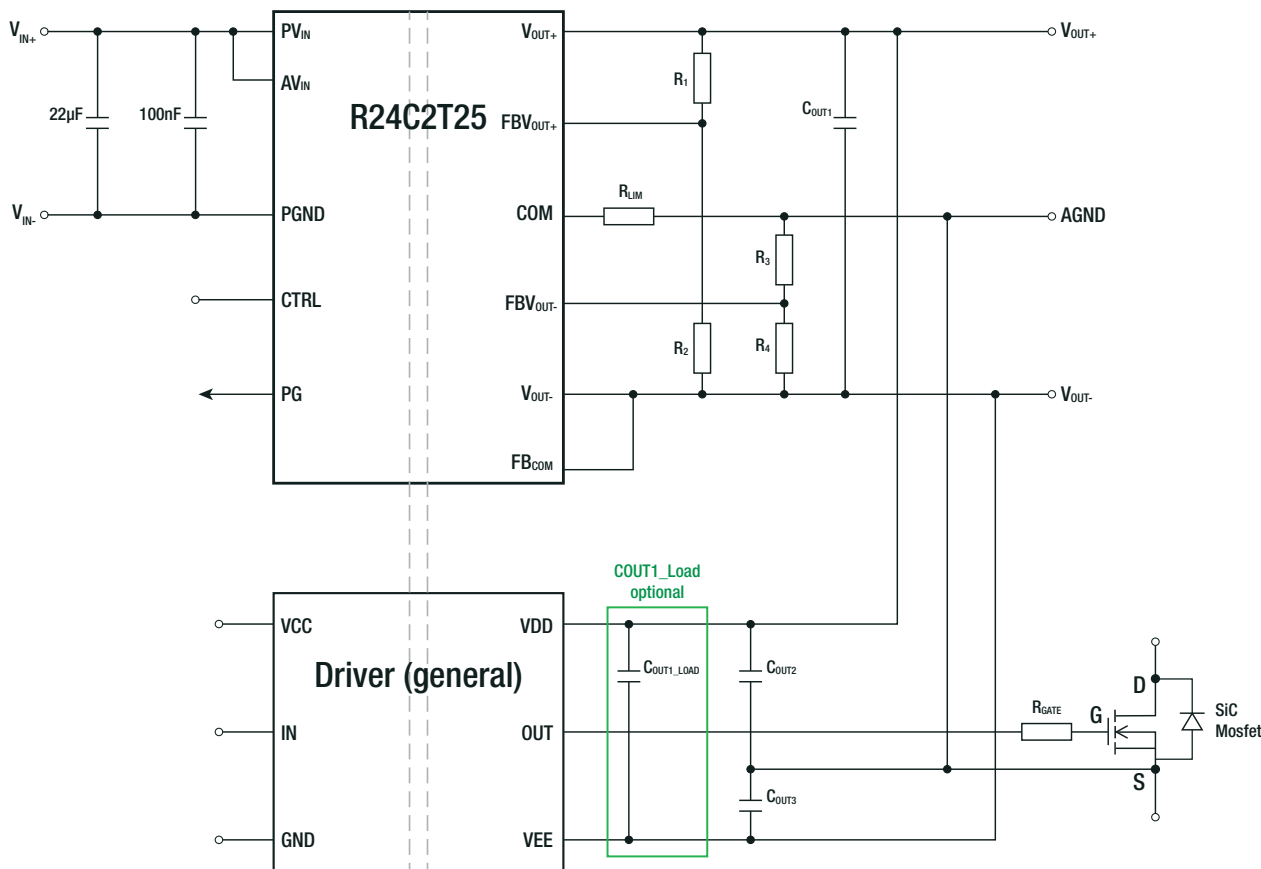 VIN+
PVIN
VOUT+
VOUT+
AVIN
R1
22µF
100nF
R24C2T25
FBVOUT+
COUT1
RLIM
VIN-
PGND
COM
AGND
R3
CTRL
FBVOUT-
R2
R4
PG
VOUT-
VOUT-
FBCOM
COUT1_Load
optional
VCC
VDD
Driver (general)
COUT1_LOAD
COUT2
D
RGATE
G
SiC
Mosfet
IN
OUT
S
COUT3
GND
VEE